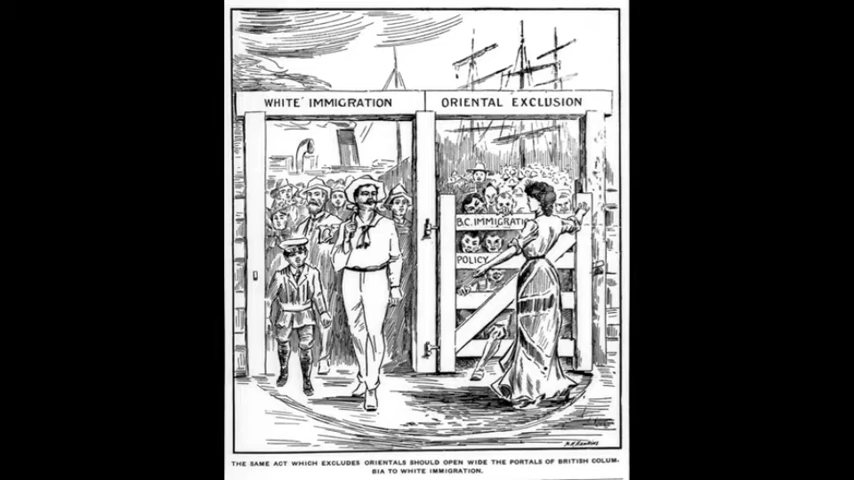 WHITE IMMIGRATION
ORIENTAL EXCLUSION
B.C. IMMIGRATIO
POLICY
THE SAME ACT WHICH EXCLUDES ORIENTALS SHOULD OPEN WIDE THE PORTALS OF BRITISH COLUM-
BIA TO WHITE IMMIGRATION.